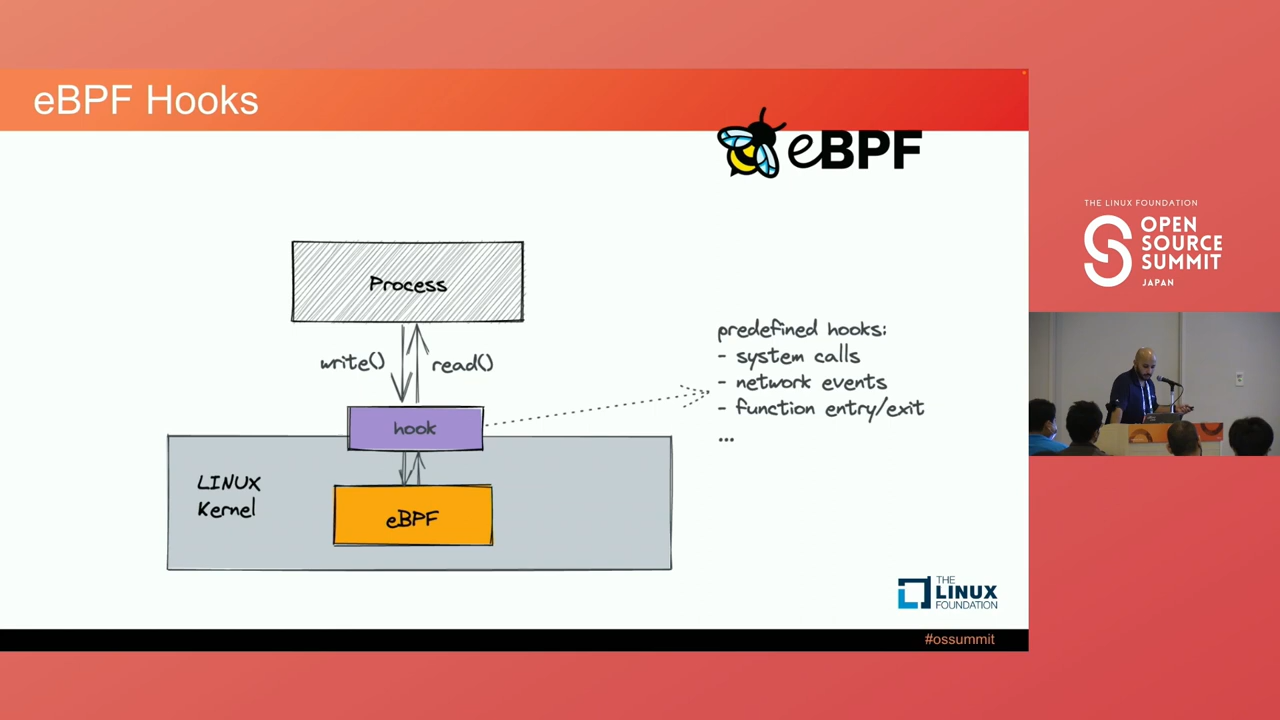 eBPF Hooks
eBPF
Process
write()
read()
hook
LINUX
Kernel
eBPF
predefined hooks:
- system calls
- network events
- function entry/exit
...
THE
LINUX
FOUNDATION
#ossummit
THE LINUX FOUNDATION
OPEN
SOURCE
SUMMIT
JAPAN